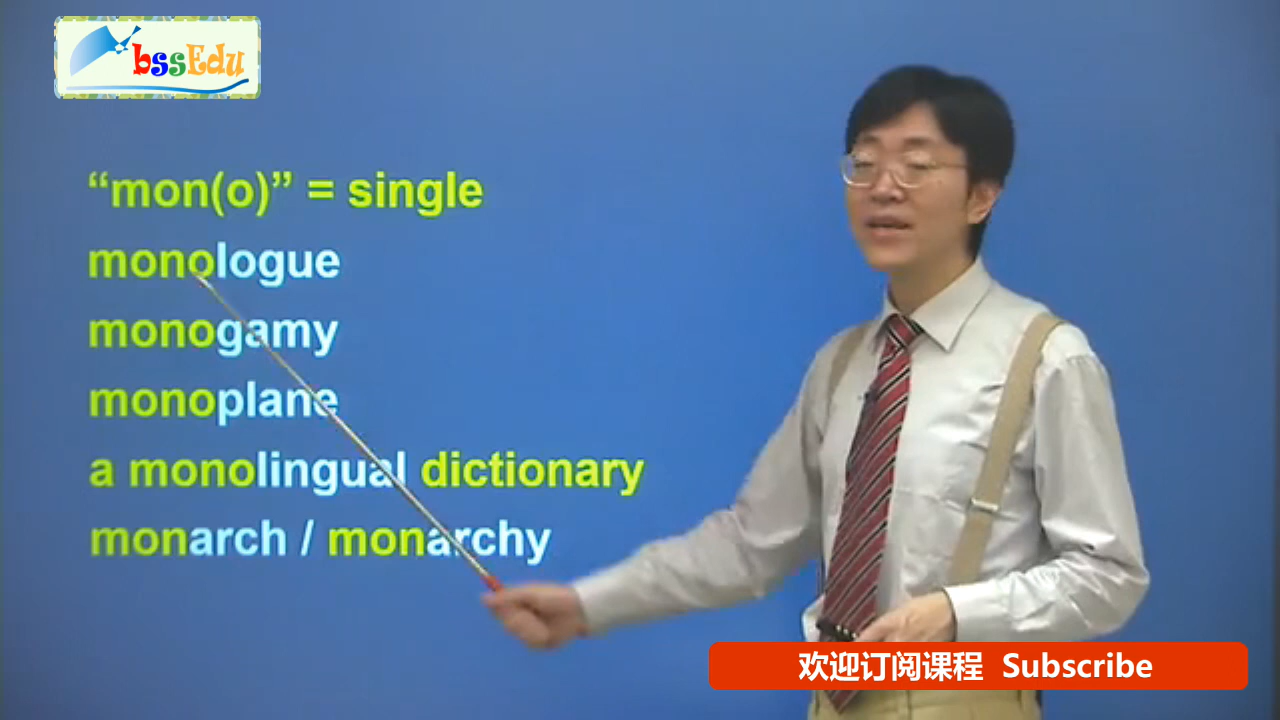 bssEdu
“mon(o)” = single
monologue
monogamy
monoplane
a monolingual dictionary
monarch / monarchy
欢迎订阅课程 Subscribe